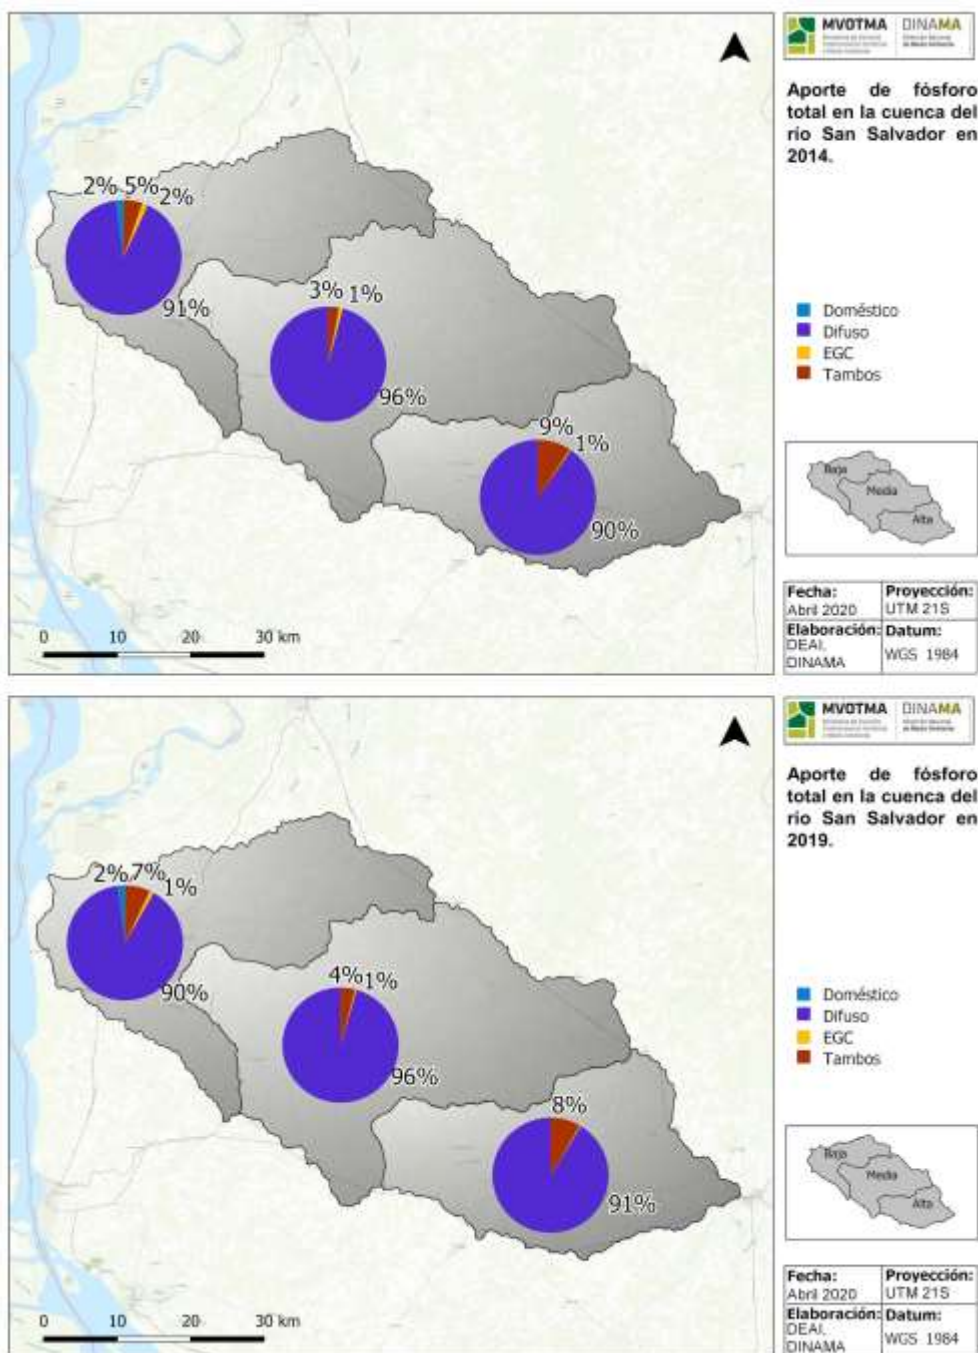 MVOTMA
DINAMA
Aporte de fósforo
total en la cuenca del
río San Salvador en
2014.
2% 5% 2%
91%
3% 1%
96%
9%
1%
90%
Doméstico
Difuso
EGC
Tambos
Baja
Media
Alta
0 10 20 30 km
Fecha: Proyección:
Abril 2020 UTM 21S
Elaboración: Datum:
DEAI, DINAMA WGS 1984
MVOTMA
DINAMA
Aporte de fósforo
total en la cuenca del
río San Salvador en
2019.
2% 7% 1%
90%
4% 1%
96%
8%
91%
Doméstico
Difuso
EGC
Tambos
Baja
Media
Alta
0 10 20 30 km
Fecha: Proyección:
Abril 2020 UTM 21S
Elaboración: Datum:
DEAI, DINAMA WGS 1984